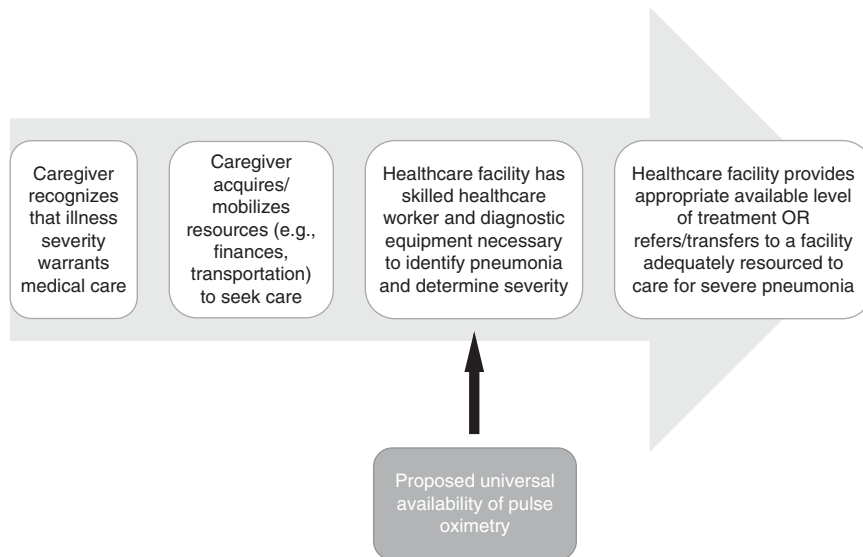 Caregiver
recognizes
that illness
severity
warrants
medical care
Caregiver
acquires/
mobilizes
resources (e.g.,
finances,
transportation)
to seek care
Healthcare facility has
skilled healthcare
worker and diagnostic
equipment necessary
to identify pneumonia
and determine severity
Healthcare facility provides
appropriate available level
of treatment OR
refers/transfers to a facility
adequately resourced to
care for severe pneumonia
Proposed universal
availability of pulse
oximetry